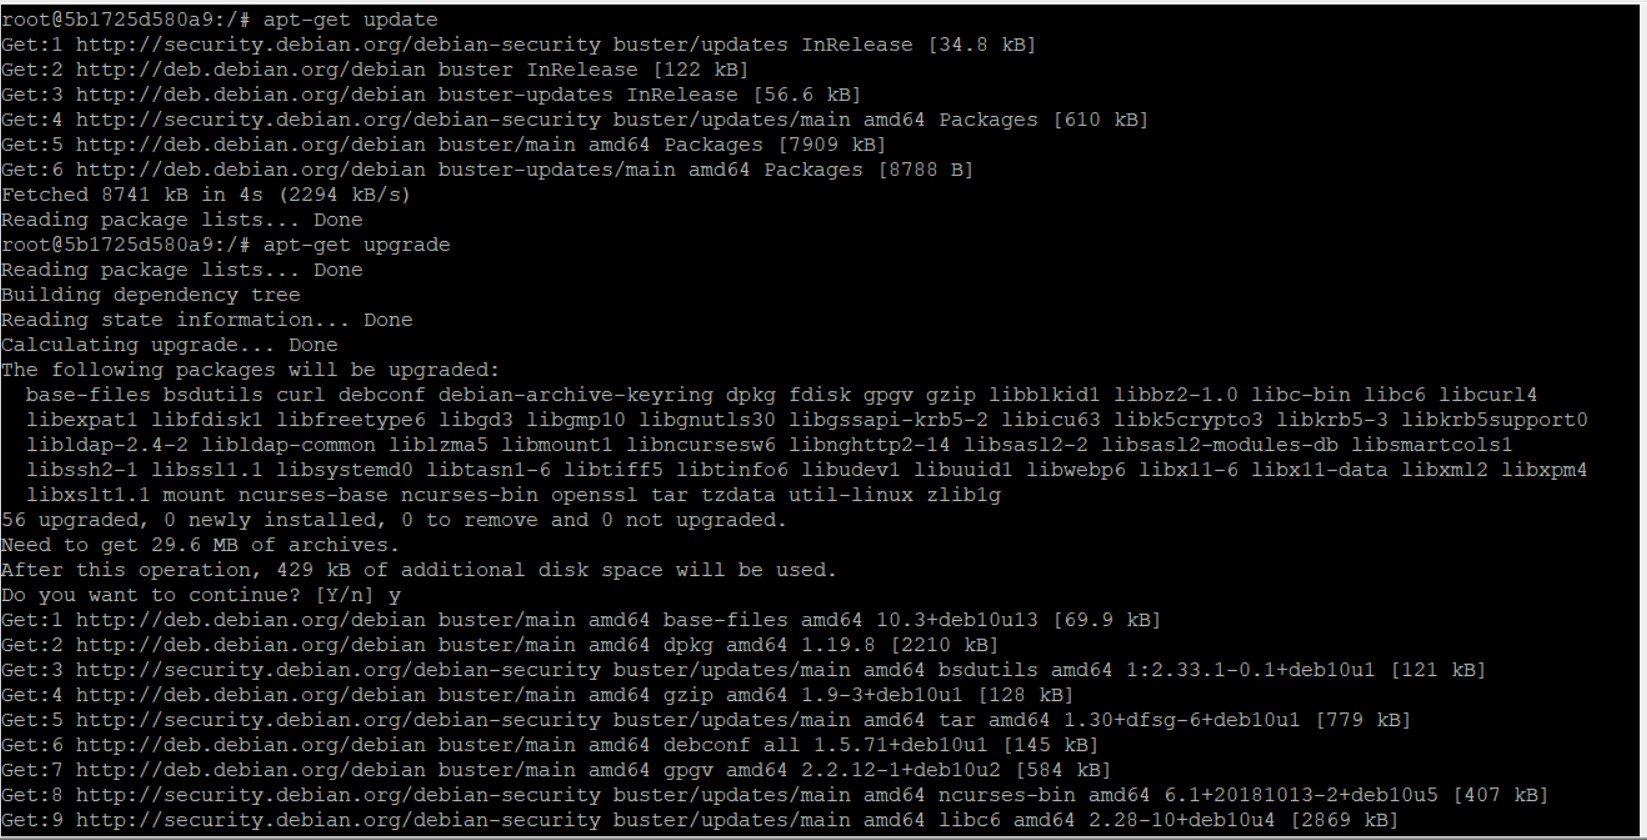 root@5b1725d580a9:/# apt-get update
Get:1 http://security.debian.org/debian-security buster/updates InRelease [34.8 kB]
Get:2 http://deb.debian.org/debian buster InRelease [122 kB]
Get:3 http://deb.debian.org/debian buster-updates InRelease [56.6 kB]
Get:4 http://security.debian.org/debian-security buster/updates/main amd64 Packages [610 kB]
Get:5 http://deb.debian.org/debian buster/main amd64 Packages [7909 kB]
Get:6 http://deb.debian.org/debian buster-updates/main amd64 Packages [8788 B]
Fetched 8741 kB in 4s (2294 kB/s)
Reading package lists... Done
root@5b1725d580a9:/# apt-get upgrade
Reading package lists... Done
Building dependency tree
Reading state information... Done
Calculating upgrade... Done
The following packages will be upgraded:
  base-files bsdutils curl debconf debian-archive-keyring dpkg fdisk gpgv gzip libblkid1 libbz2-1.0 libc-bin libc6 libcurl4
  libexpat1 libfdisk1 libfreetype6 libgd3 libgmp10 libgnutls30 libgssapi-krb5-2 libicu63 libk5crypto3 libkrb5-3 libkrb5support0
  libldap-2.4-2 libldap-common liblzma5 libmount1 libncursesw6 libnghttp2-14 libsasl2-2 libsasl2-modules-db libsmartcols1
  libssh2-1 libssl1.1 libsystemd0 libtasn1-6 libtiff5 libtinfo6 libudev1 libuuid1 libwebp6 libx11-6 libx11-data libxml2 libxpm4
  libxslt1.1 mount ncurses-base ncurses-bin openssl tar tzdata util-linux zlib1g
56 upgraded, 0 newly installed, 0 to remove and 0 not upgraded.
Need to get 29.6 MB of archives.
After this operation, 429 kB of additional disk space will be used.
Do you want to continue? [Y/n] y
Get:1 http://deb.debian.org/debian buster/main amd64 base-files amd64 10.3+deb10u13 [69.9 kB]
Get:2 http://deb.debian.org/debian buster/main amd64 dpkg amd64 1.19.8 [2210 kB]
Get:3 http://security.debian.org/debian-security buster/updates/main amd64 bsdutils amd64 1:2.33.1-0.1+deb10u1 [121 kB]
Get:4 http://deb.debian.org/debian buster/main amd64 gzip amd64 1.9-3+deb10u1 [128 kB]
Get:5 http://security.debian.org/debian-security buster/updates/main amd64 tar amd64 1.30+dfsg-6+deb10u1 [779 kB]
Get:6 http://deb.debian.org/debian buster/main amd64 debconf all 1.5.71+deb10u1 [145 kB]
Get:7 http://deb.debian.org/debian buster/main amd64 gpgv amd64 2.2.12-1+deb10u2 [584 kB]
Get:8 http://security.debian.org/debian-security buster/updates/main amd64 ncurses-bin amd64 6.1+20181013-2+deb10u5 [407 kB]
Get:9 http://security.debian.org/debian-security buster/updates/main amd64 libc6 amd64 2.28-10+deb10u4 [2869 kB]